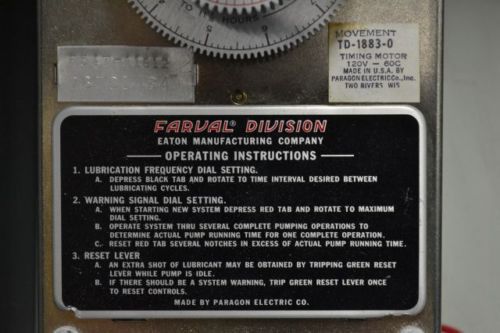 HOURS
MOVEMENT
TD-1883-0
TIMING MOTOR
120V — 60C
MADE IN U.S.A. BY
PARAGON ELECTRIC Co., Inc.
TWO RIVERS WIS
FARVAL® DIVISION
EATON MANUFACTURING COMPANY
OPERATING INSTRUCTIONS
1. LUBRICATION FREQUENCY DIAL SETTING.
A. DEPRESS BLACK TAB AND ROTATE TO TIME INTERVAL DESIRED BETWEEN
LUBRICATING CYCLES.
2. WARNING SIGNAL DIAL SETTING.
A. WHEN STARTING NEW SYSTEM DEPRESS RED TAB AND ROTATE TO MAXIMUM
DIAL SETTING.
B. OPERATE SYSTEM THRU SEVERAL COMPLETE PUMPING OPERATIONS TO
DETERMINE ACTUAL PUMP RUNNING TIME FOR ONE COMPLETE OPERATION.
C. RESET RED TAB SEVERAL NOTCHES IN EXCESS OF ACTUAL PUMP RUNNING TIME.
3. RESET LEVER
A. AN EXTRA SHOT OF LUBRICANT MAY BE OBTAINED BY TRIPPING GREEN RESET
LEVER WHILE PUMP IS IDLE.
B. IF THERE SHOULD BE A SYSTEM WARNING, TRIP GREEN RESET LEVER ONCE
TO RESET CONTROLS.
MADE BY PARAGON ELECTRIC CO.